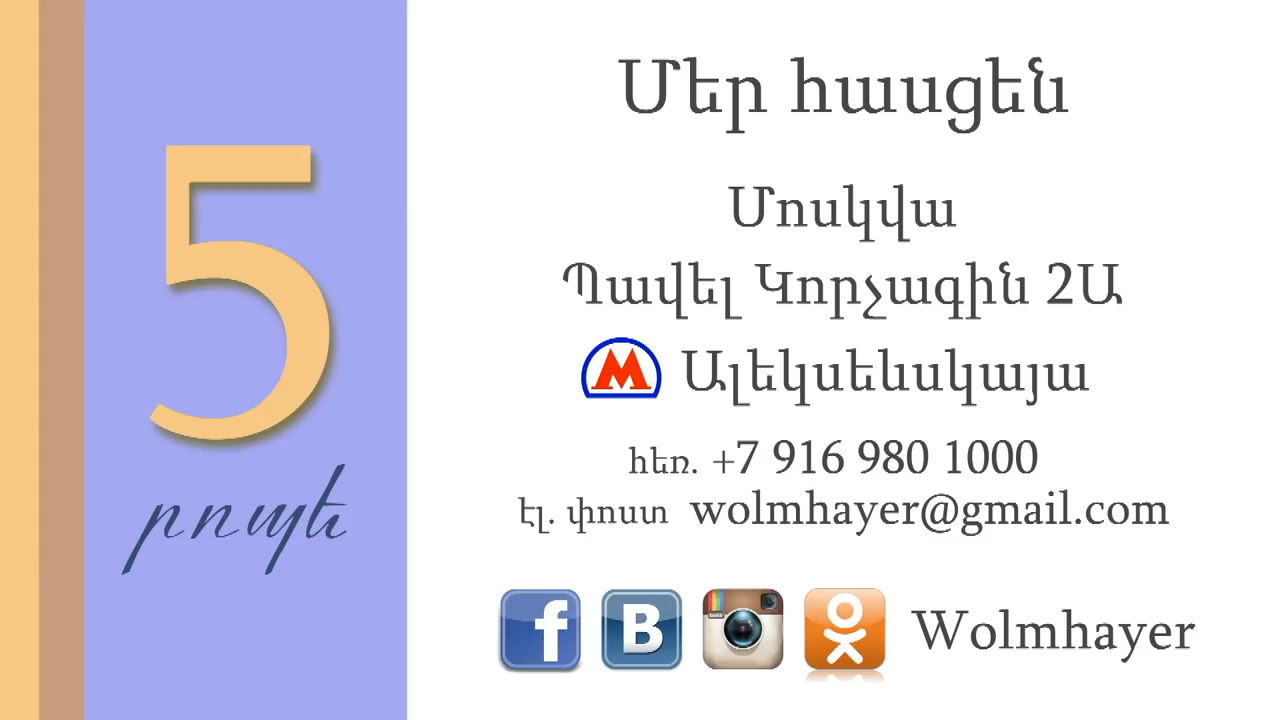 5
րոպե
Մեր հասցեն
Մոսկվա
Պավել Կորչագին 2Ա
М Ալեկսեևսկայա
հեռ. +7 916 980 1000
էլ. փոստ wolmhayer@gmail.com
f В Wolmhayer